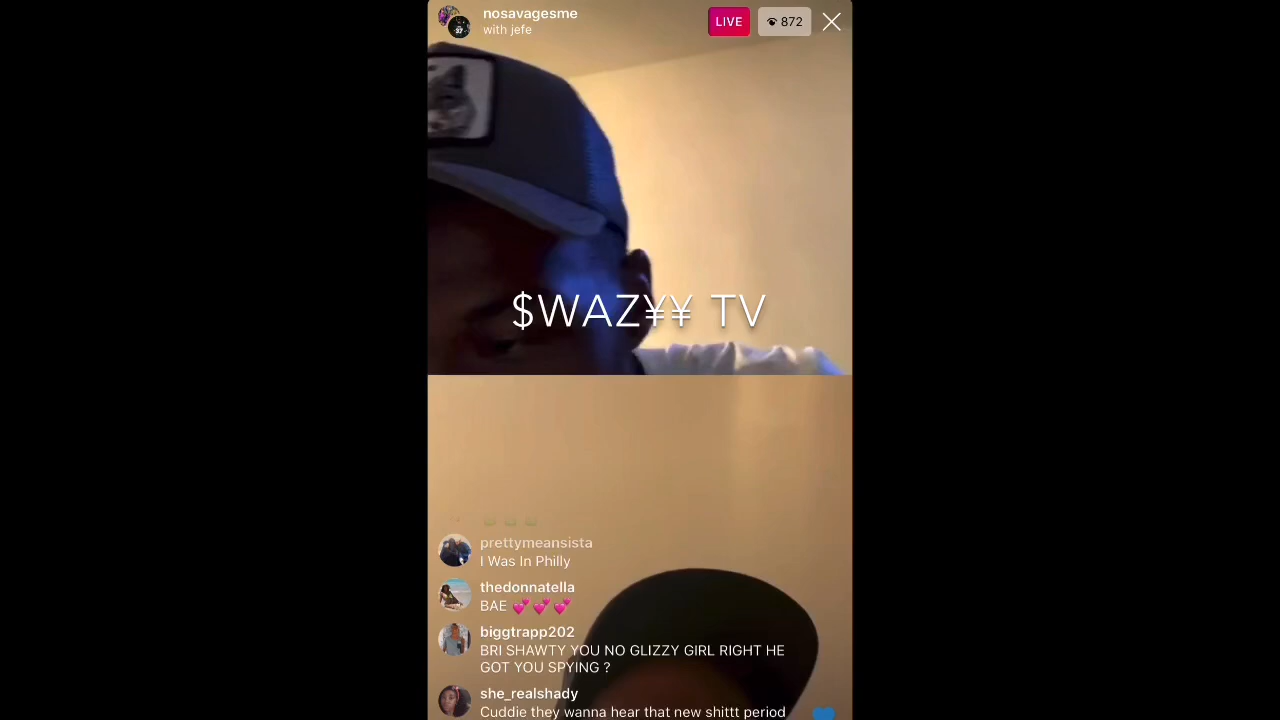 nosavagesme
with jefe
LIVE
872
$WAZ¥¥ TV
prettymeansista
I Was In Philly
thedonnatella
BAE 💕💕💕
biggtrapp202
BRI SHAWTY YOU NO GLIZZY GIRL RIGHT HE
GOT YOU SPYING ?
she_realshady
Cuddie they wanna hear that new shittt period